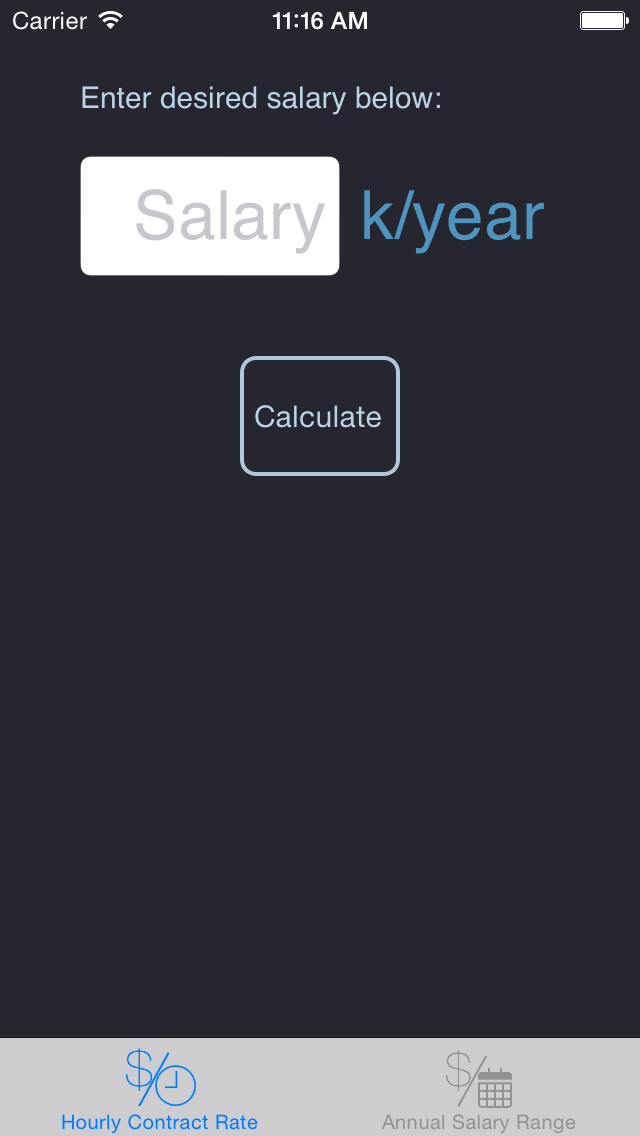 Carrier 11:16 AM
Enter desired salary below:
Salary k/year
Calculate
Hourly Contract Rate Annual Salary Range